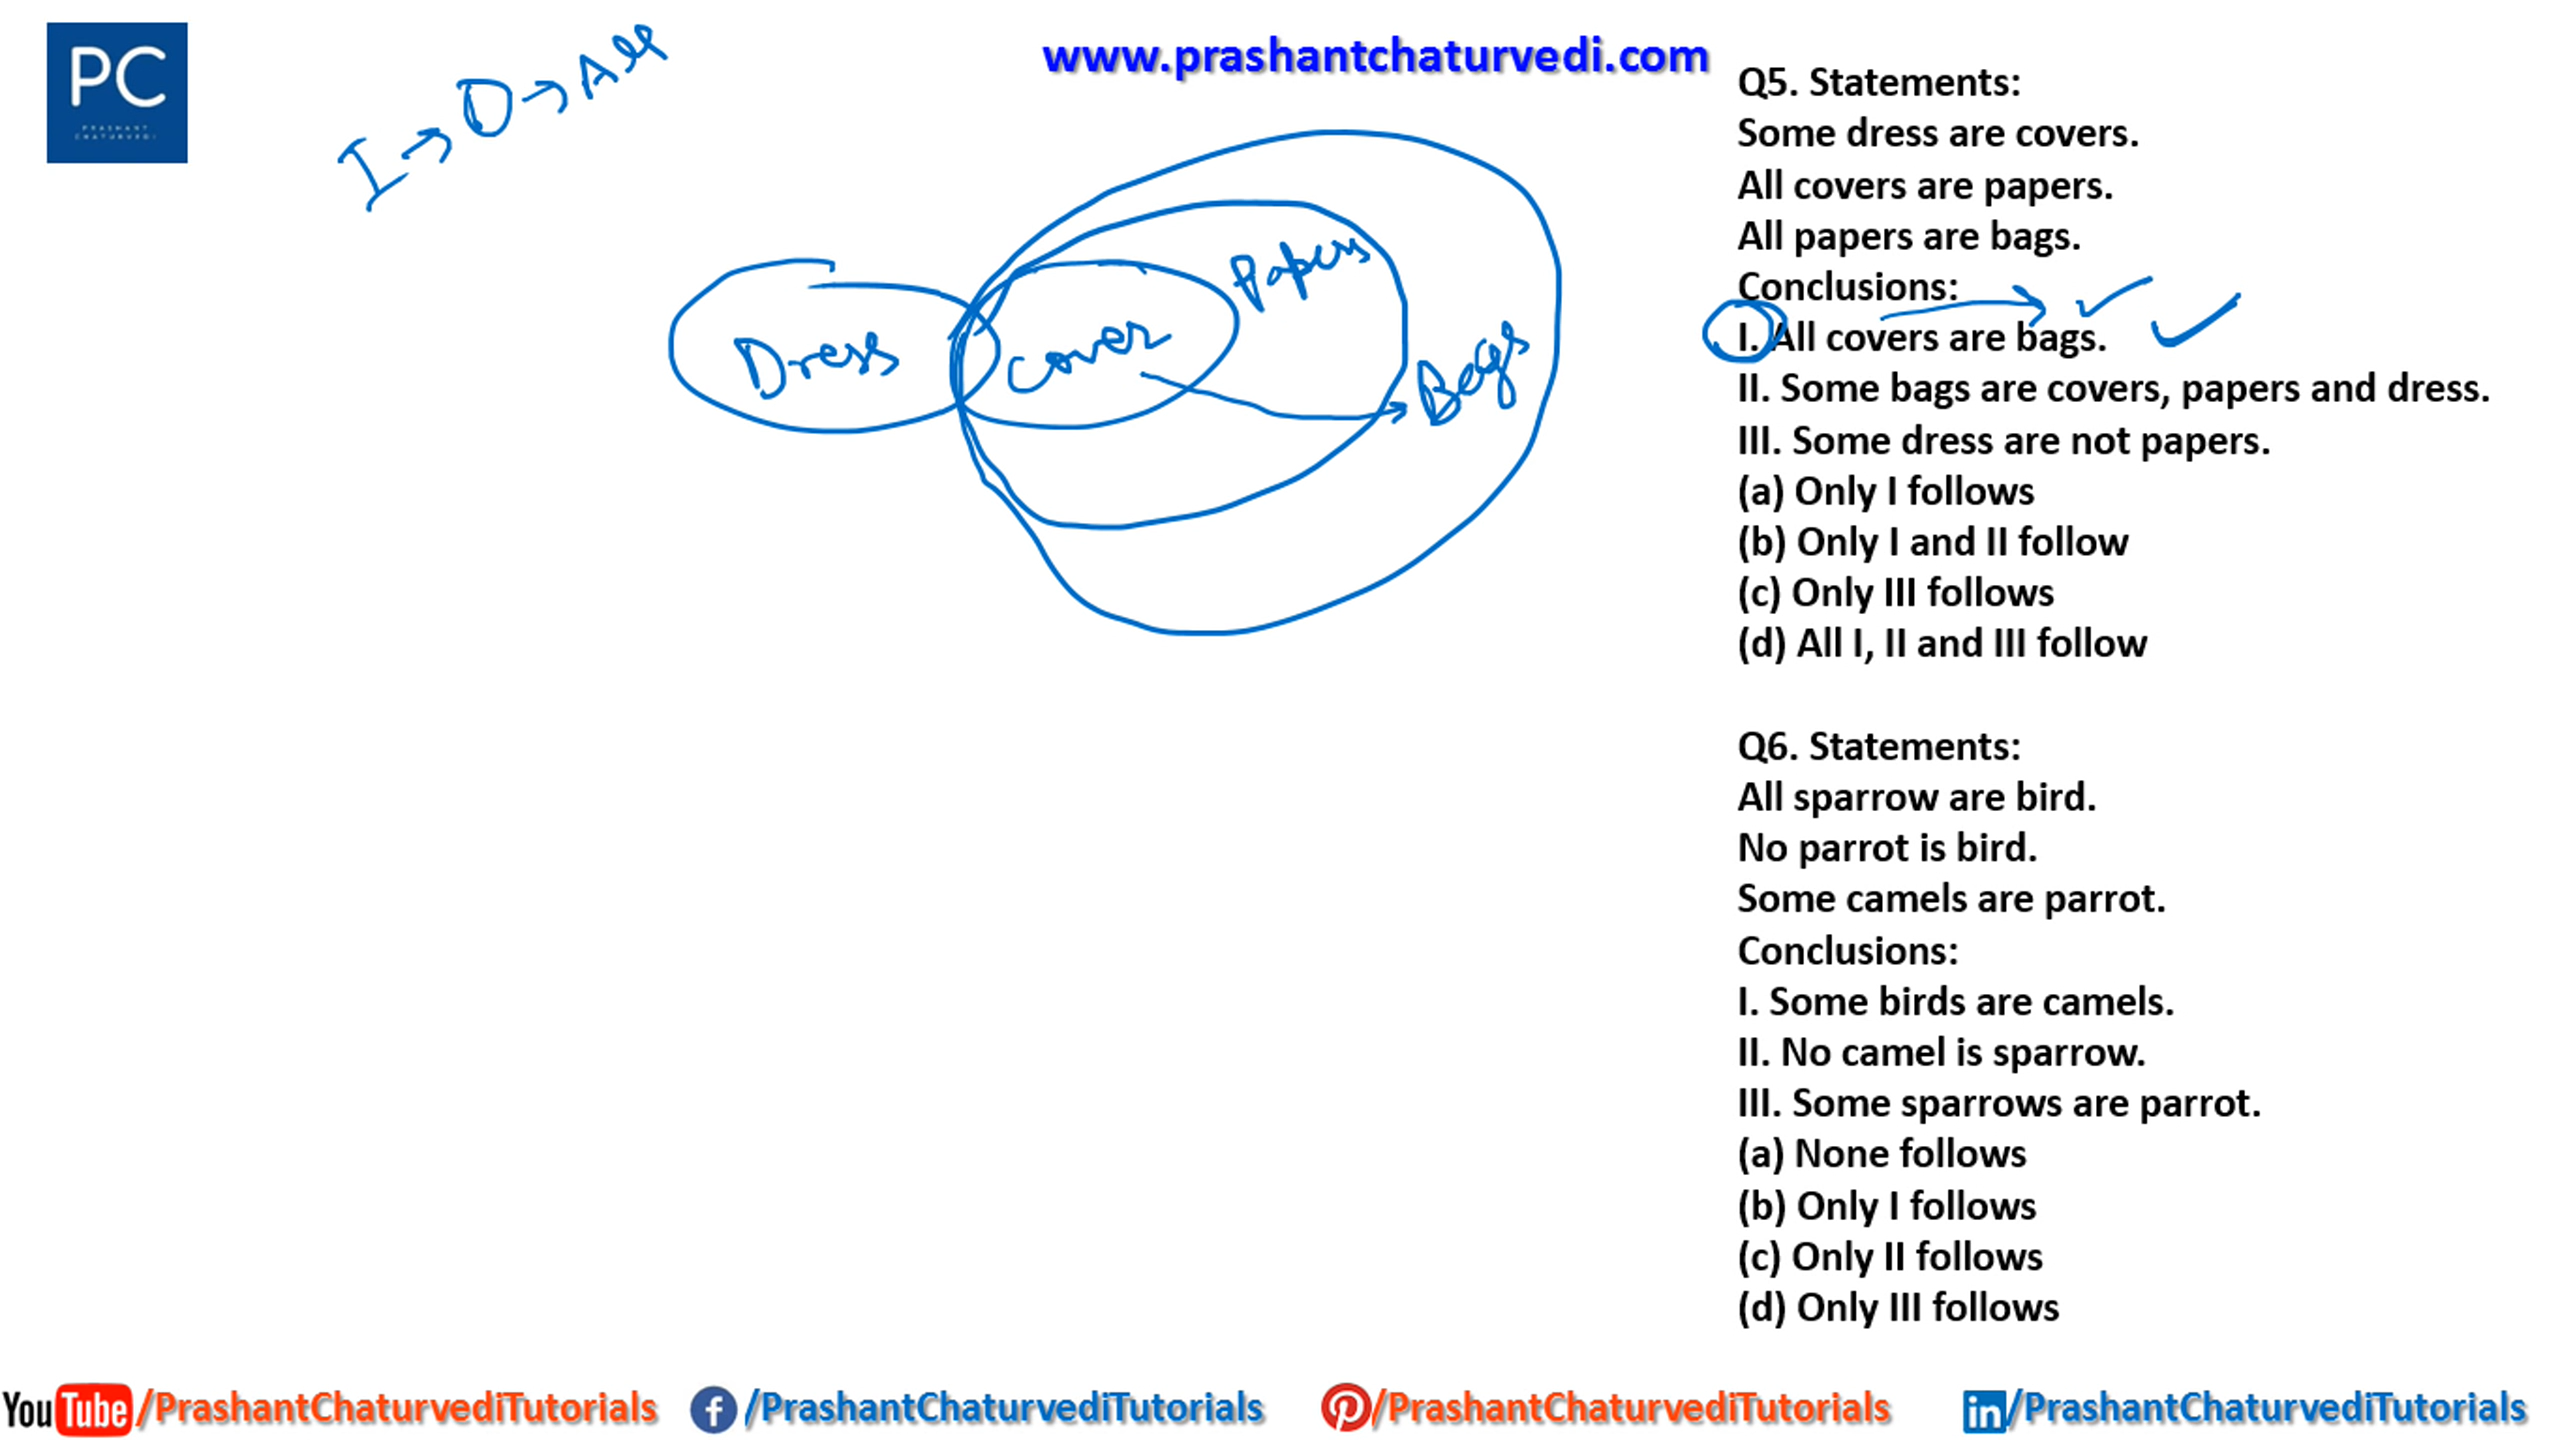 PC
PRASHANT
CHATURVEDI
I → O → All
www.prashantchaturvedi.com
Dress
Cover
Papers
Bags
Q5. Statements:
Some dress are covers.
All covers are papers.
All papers are bags.
Conclusions:
I. All covers are bags.
II. Some bags are covers, papers and dress.
III. Some dress are not papers.
(a) Only I follows
(b) Only I and II follow
(c) Only III follows
(d) All I, II and III follow
Q6. Statements:
All sparrow are bird.
No parrot is bird.
Some camels are parrot.
Conclusions:
I. Some birds are camels.
II. No camel is sparrow.
III. Some sparrows are parrot.
(a) None follows
(b) Only I follows
(c) Only II follows
(d) Only III follows
YouTube /PrashantChaturvediTutorials f /PrashantChaturvediTutorials P /PrashantChaturvediTutorials in /PrashantChaturvediTutorials